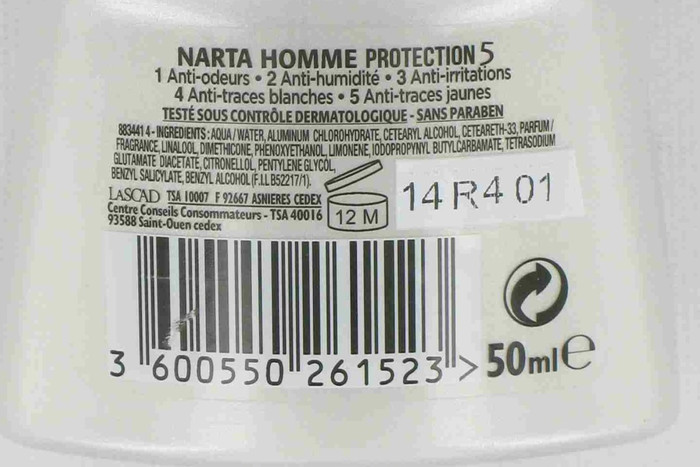 NARTA HOMME PROTECTION 5
1 Anti-odeurs • 2 Anti-humidité • 3 Anti-irritations
4 Anti-traces blanches • 5 Anti-traces jaunes
TESTÉ SOUS CONTRÔLE DERMATOLOGIQUE - SANS PARABEN
883441 4 - INGREDIENTS: AQUA / WATER, ALUMINUM CHLOROHYDRATE, CETEARYL ALCOHOL, CETEARETH-33, PARFUM /
FRAGRANCE, LINALOOL, DIMETHICONE, PHENOXYETHANOL, LIMONENE, IODOPROPYNYL BUTYLCARBAMATE, TETRASODIUM
GLUTAMATE DIACETATE, CITRONELLOL, PENTYLENE GLYCOL,
BENZYL SALICYLATE, BENZYL ALCOHOL (F.I.L B52217/1).
LASCAD TSA 10007 F 92667 ASNIERES CEDEX
Centre Conseils Consommateurs - TSA 40016
93588 Saint-Ouen cedex
12 M
14R401
3 600550 261523 >
50ml e